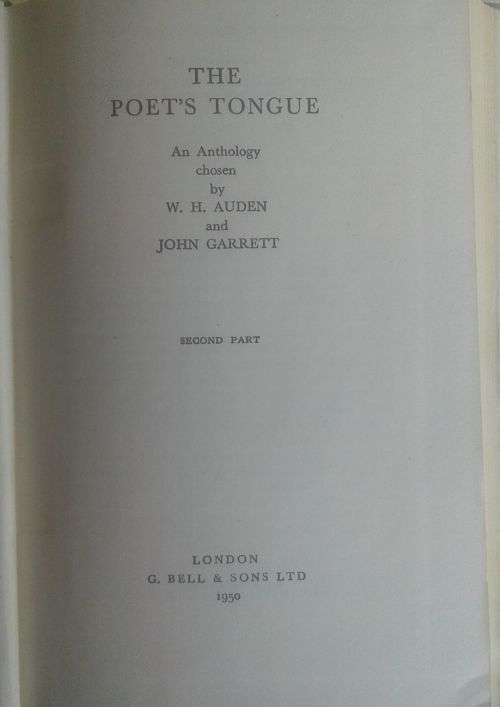 THE
POET'S TONGUE
An Anthology
chosen
by
W. H. AUDEN
and
JOHN GARRETT
SECOND PART
LONDON
G. BELL & SONS LTD
1950